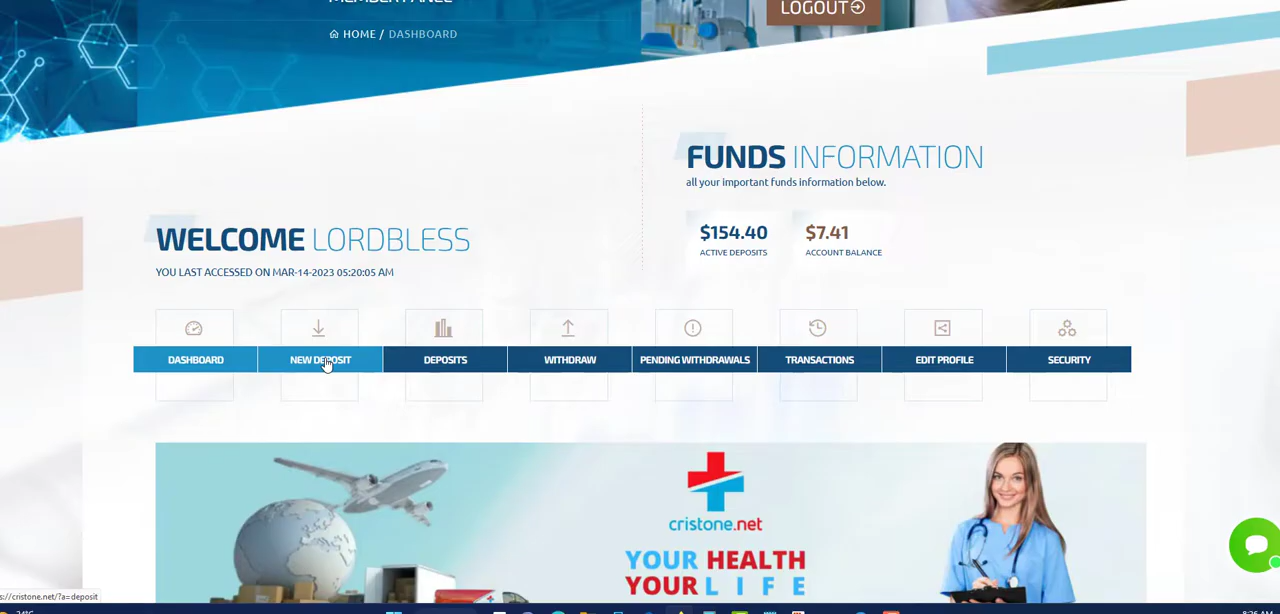 MEMBER PANEL
LOGOUT
HOME / DASHBOARD
FUNDS INFORMATION
all your important funds information below.
$154.40
$7.41
ACTIVE DEPOSITS
ACCOUNT BALANCE
WELCOME LORDBLESS
YOU LAST ACCESSED ON MAR-14-2023 05:20:05 AM
DASHBOARD
NEW DEPOSIT
DEPOSITS
WITHDRAW
PENDING WITHDRAWALS
TRANSACTIONS
EDIT PROFILE
SECURITY
cristone.net
YOUR HEALTH
YOUR LIFE
s://cristone.net/?a=deposit